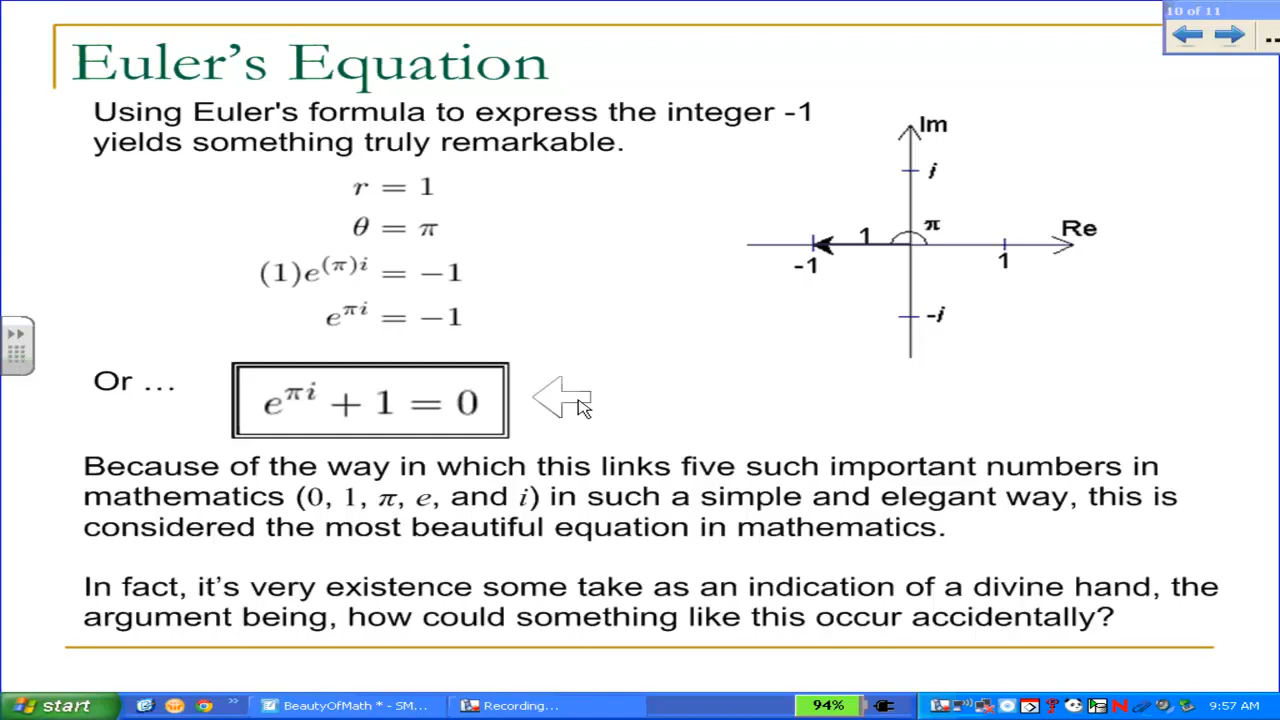 10 of 11
Euler's Equation
Using Euler's formula to express the integer -1
yields something truly remarkable.
r = 1
θ = π
(1)e^{(π)i} = −1
e^{πi} = −1
Im
i
π
Re
1
-1
1
-i
Or …
e^{πi} + 1 = 0
Because of the way in which this links five such important numbers in
mathematics (0, 1, π, e, and i) in such a simple and elegant way, this is
considered the most beautiful equation in mathematics.
In fact, it's very existence some take as an indication of a divine hand, the
argument being, how could something like this occur accidentally?
start
BeautyOfMath * - SM...
Recording...
94%
9:57 AM